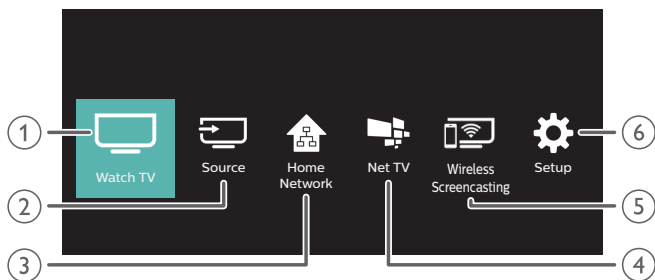 1
Watch TV
2
Source
3
Home
Network
4
Net TV
5
Wireless
Screencasting
6
Setup